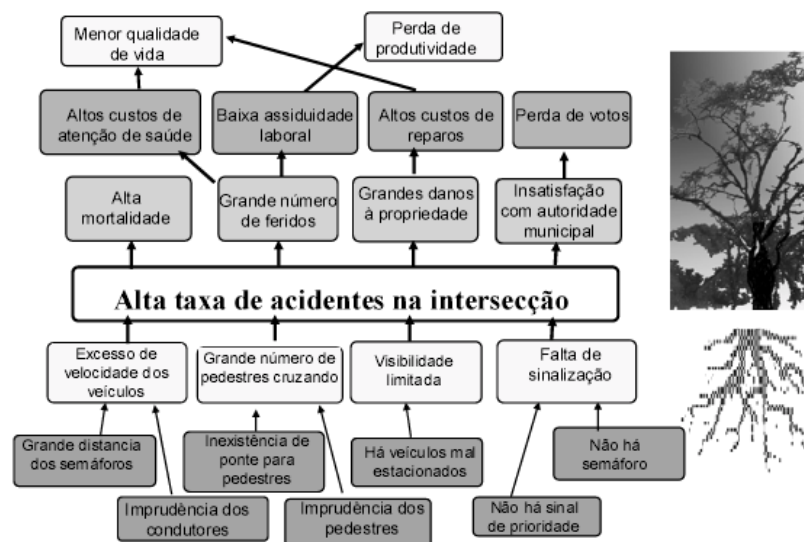 Menor qualidade
de vida
Perda de
produtividade
Altos custos de
atenção de saúde
Baixa assiduidade
laboral
Altos custos de
reparos
Perda de votos
Alta
mortalidade
Grande número
de feridos
Grandes danos
à propriedade
Insatisfação
com autoridade
municipal
Alta taxa de acidentes na intersecção
Excesso de
velocidade dos
veículos
Grande número de
pedestres cruzando
Visibilidade
limitada
Falta de
sinalização
Grande distancia
dos semáforos
Inexistência de
ponte para
pedestres
Há veículos mal
estacionados
Não há
semáforo
Imprudência dos
condutores
Imprudência dos
pedestres
Não há sinal
de prioridade